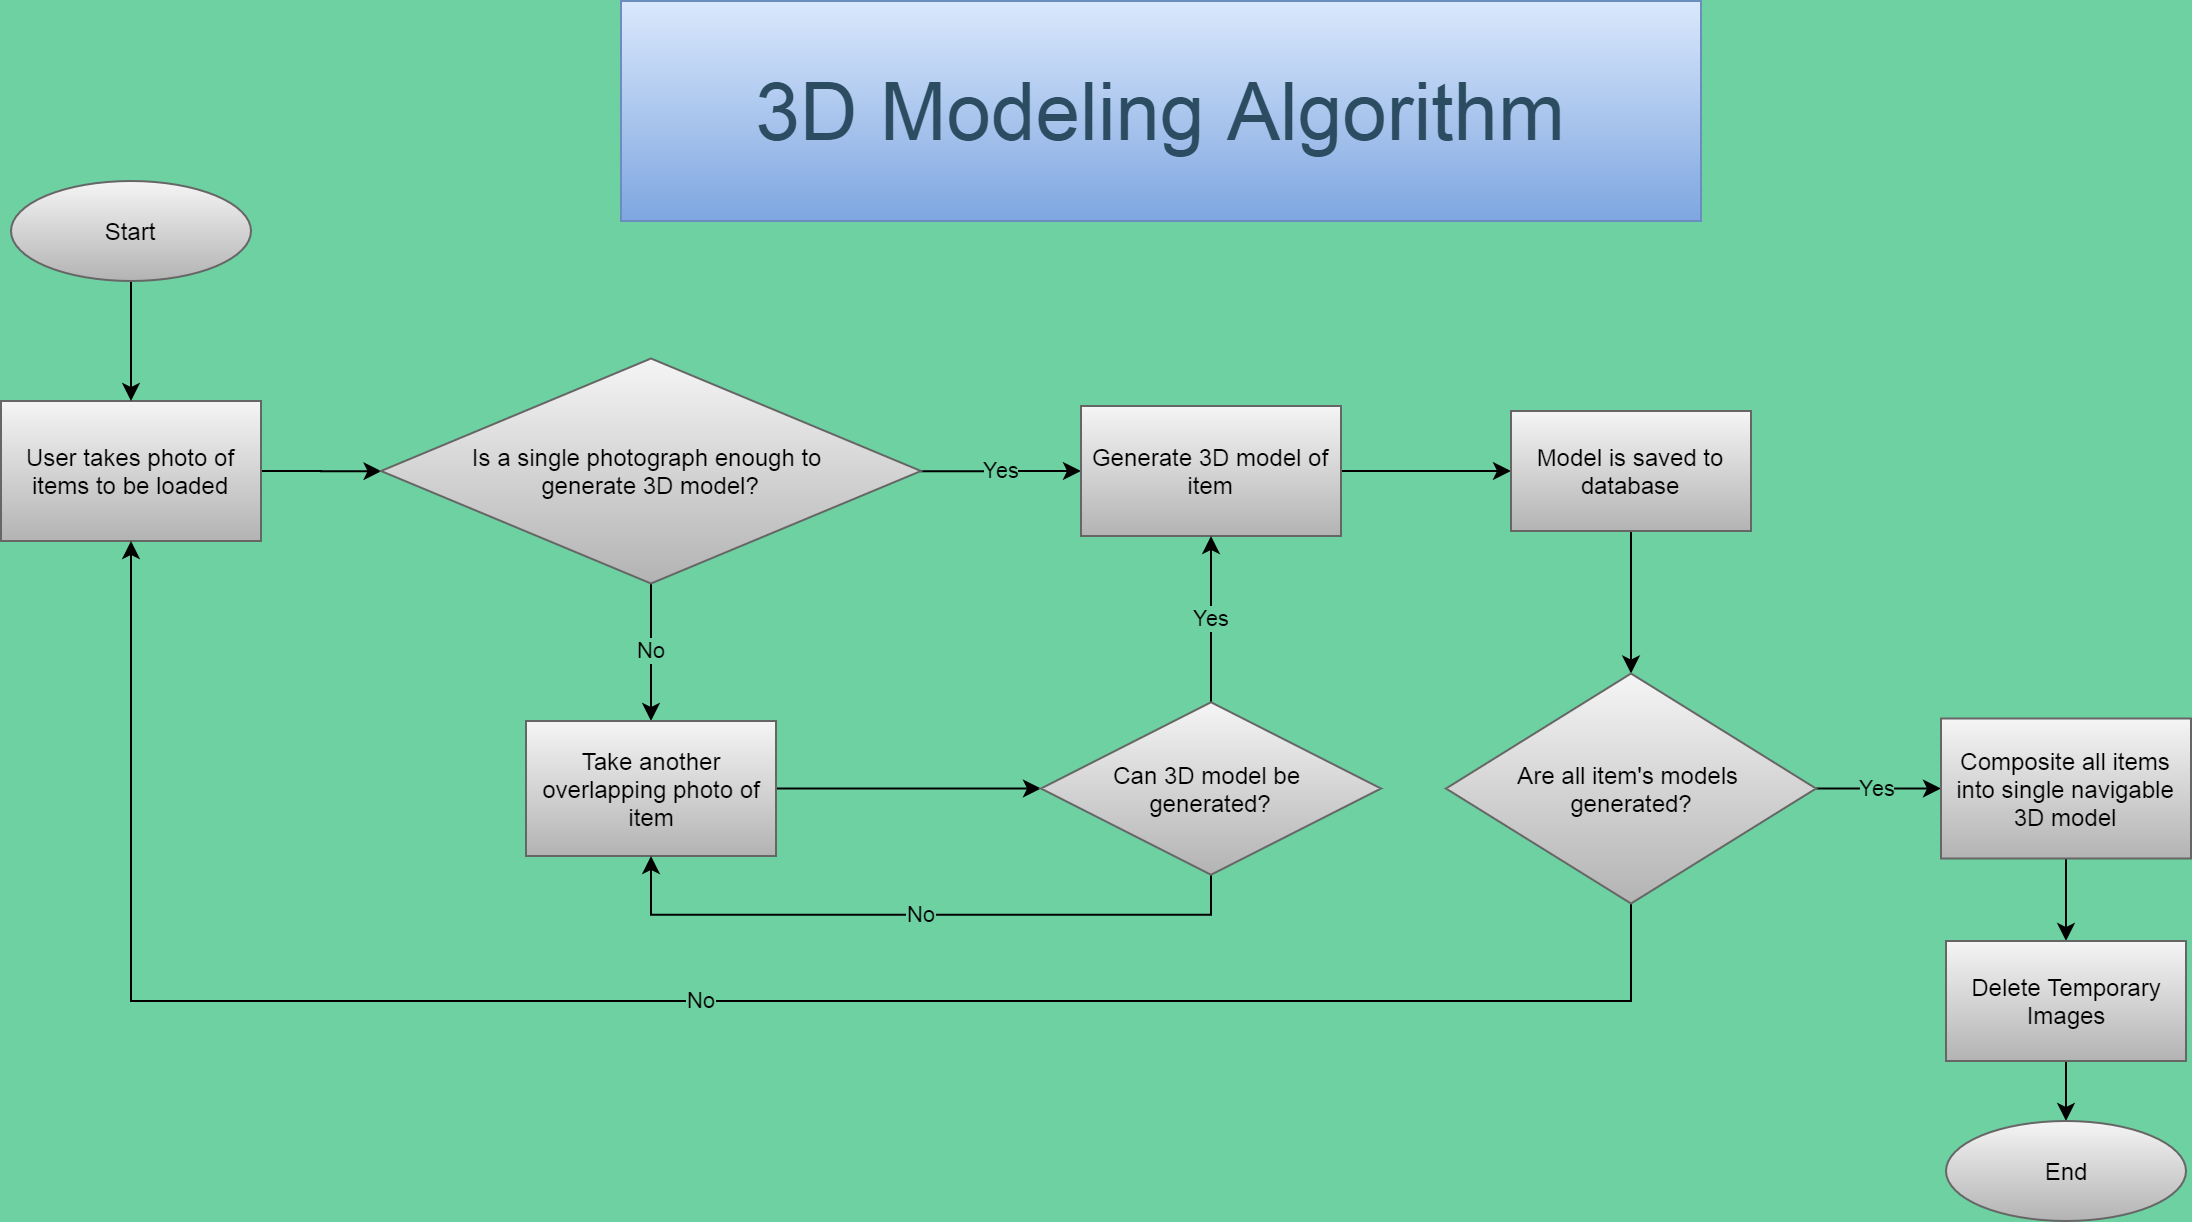 3D Modeling Algorithm
Start
User takes photo of
items to be loaded
Is a single photograph enough to
generate 3D model?
Yes
Generate 3D model of
item
Model is saved to
database
No
Yes
Take another
overlapping photo of
item
Can 3D model be
generated?
Are all item's models
generated?
Yes
Composite all items
into single navigable
3D model
No
No
Delete Temporary
Images
End